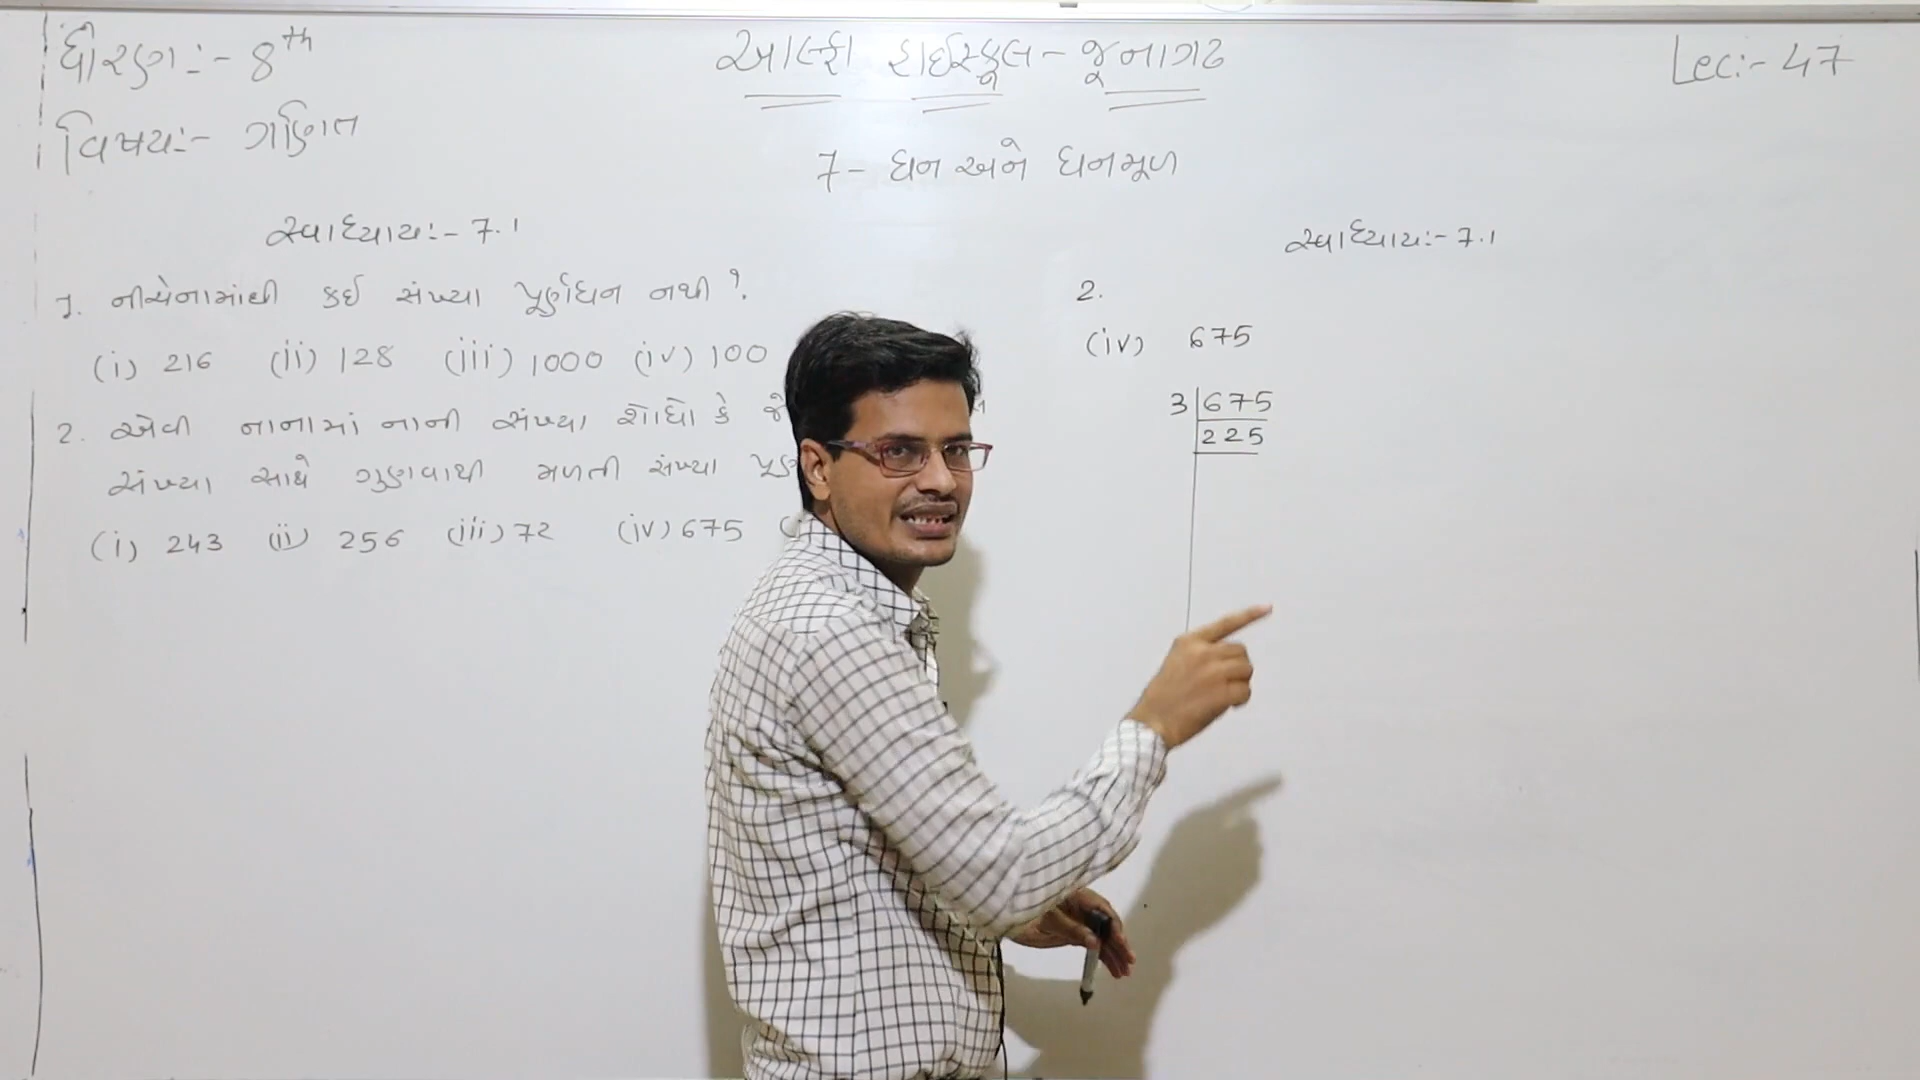 ધોરણ:- 8th
વિષય:- ગણિત
આલ્ફા હાઈસ્કૂલ - જૂનાગઢ
Lec:- 47
7 - ઘન અને ઘનમૂળ
સ્વાધ્યાય:- 7.1
1. નીચેનામાંથી કઈ સંખ્યા પૂર્ણઘન નથી ?
(i) 216 (ii) 128 (iii) 1000 (iv) 100
2. એવી નાનામાં નાની સંખ્યા શોધો કે જે
સંખ્યા સાથે ગુણવાથી મળતી સંખ્યા
(i) 243 (ii) 256 (iii) 72 (iv) 675
સ્વાધ્યાય:- 7.1
2.
(iv) 675
3 675
225